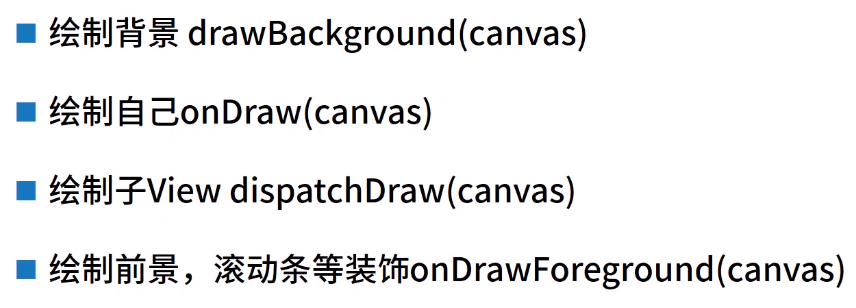 绘制背景 drawBackground(canvas)
绘制自己onDraw(canvas)
绘制子View dispatchDraw(canvas)
绘制前景，滚动条等装饰onDrawForeground(canvas)